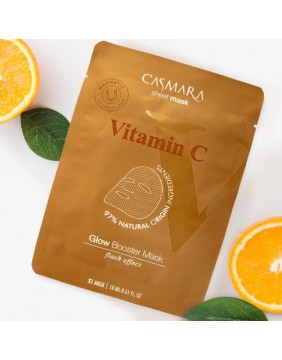 CASMARA
sheet mask
Vitamin C
97% NATURAL ORIGIN INGREDIENTS
Glow Booster Mask
flash effect